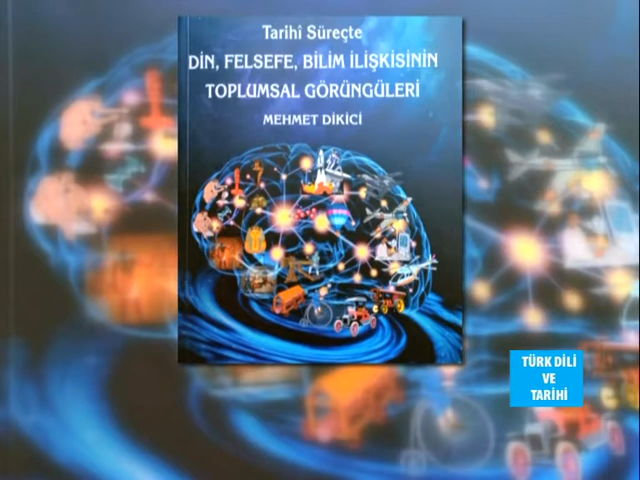 Tarihî Süreçte
DİN, FELSEFE, BİLİM İLİŞKİSİNİN
TOPLUMSAL GÖRÜNGÜLERİ
MEHMET DİKİCİ
TÜRK DİLİ
VE
TARİHİ